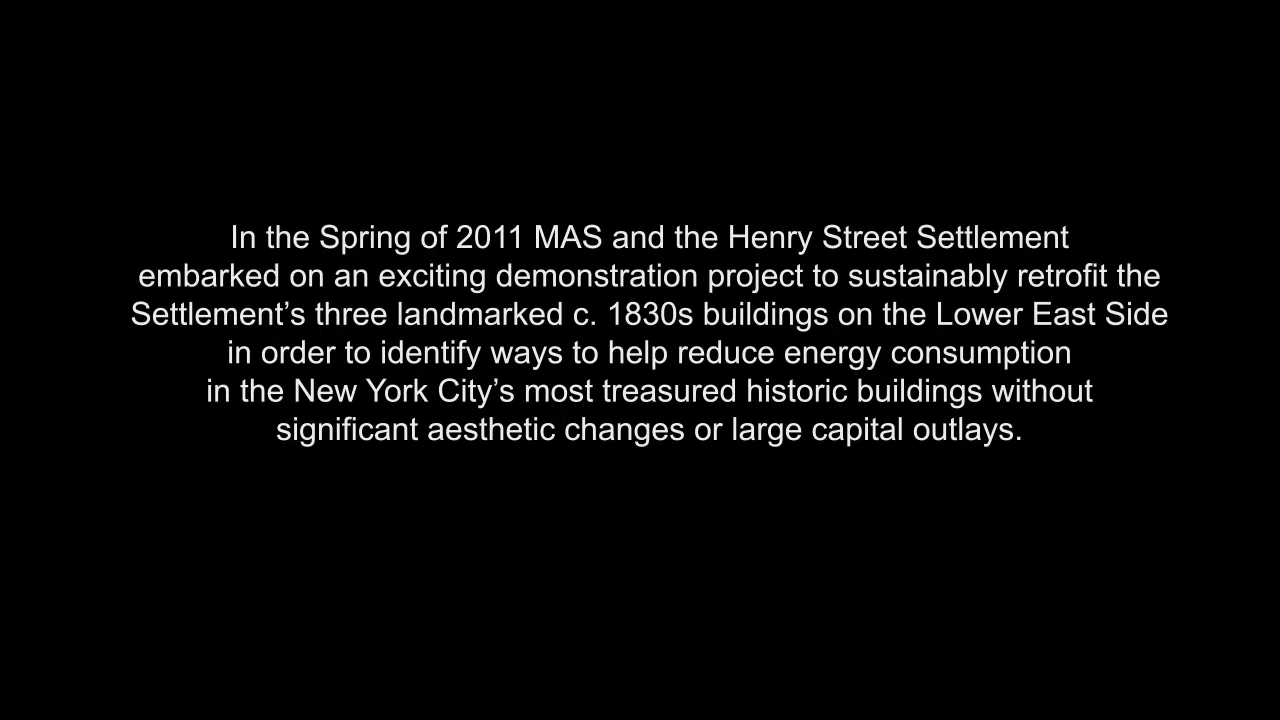 In the Spring of 2011 MAS and the Henry Street Settlement
embarked on an exciting demonstration project to sustainably retrofit the
Settlement’s three landmarked c. 1830s buildings on the Lower East Side
in order to identify ways to help reduce energy consumption
in the New York City’s most treasured historic buildings without
significant aesthetic changes or large capital outlays.